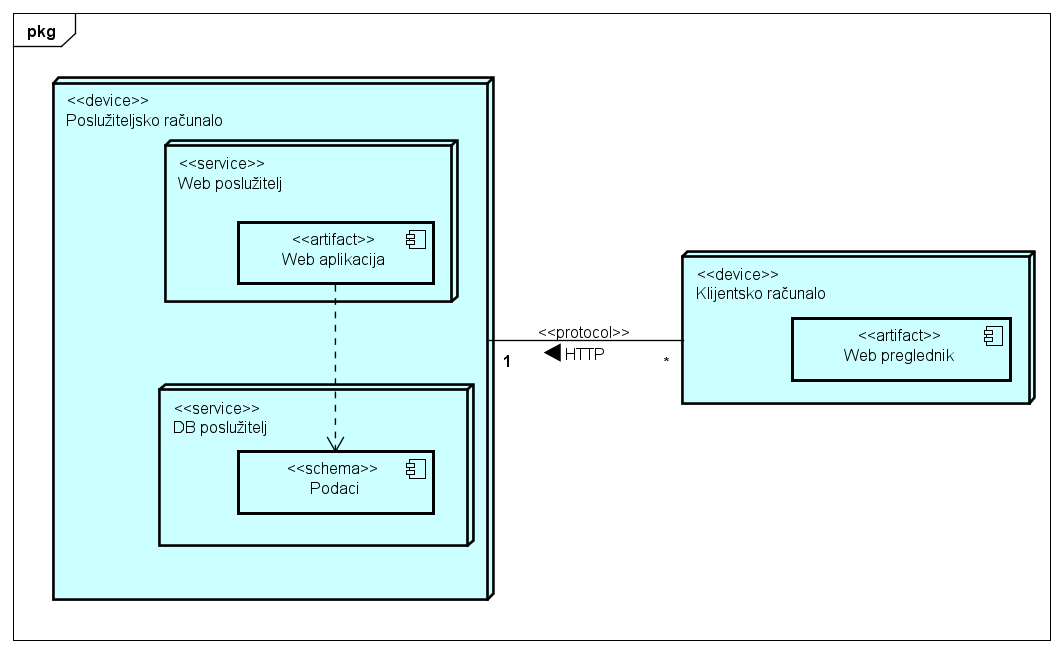 pkg
<<device>>
Poslužiteljsko računalo
<<service>>
Web poslužitelj
<<artifact>>
Web aplikacija
<<service>>
DB poslužitelj
<<schema>>
Podaci
<<protocol>>
HTTP
1
*
<<device>>
Klijentsko računalo
<<artifact>>
Web preglednik